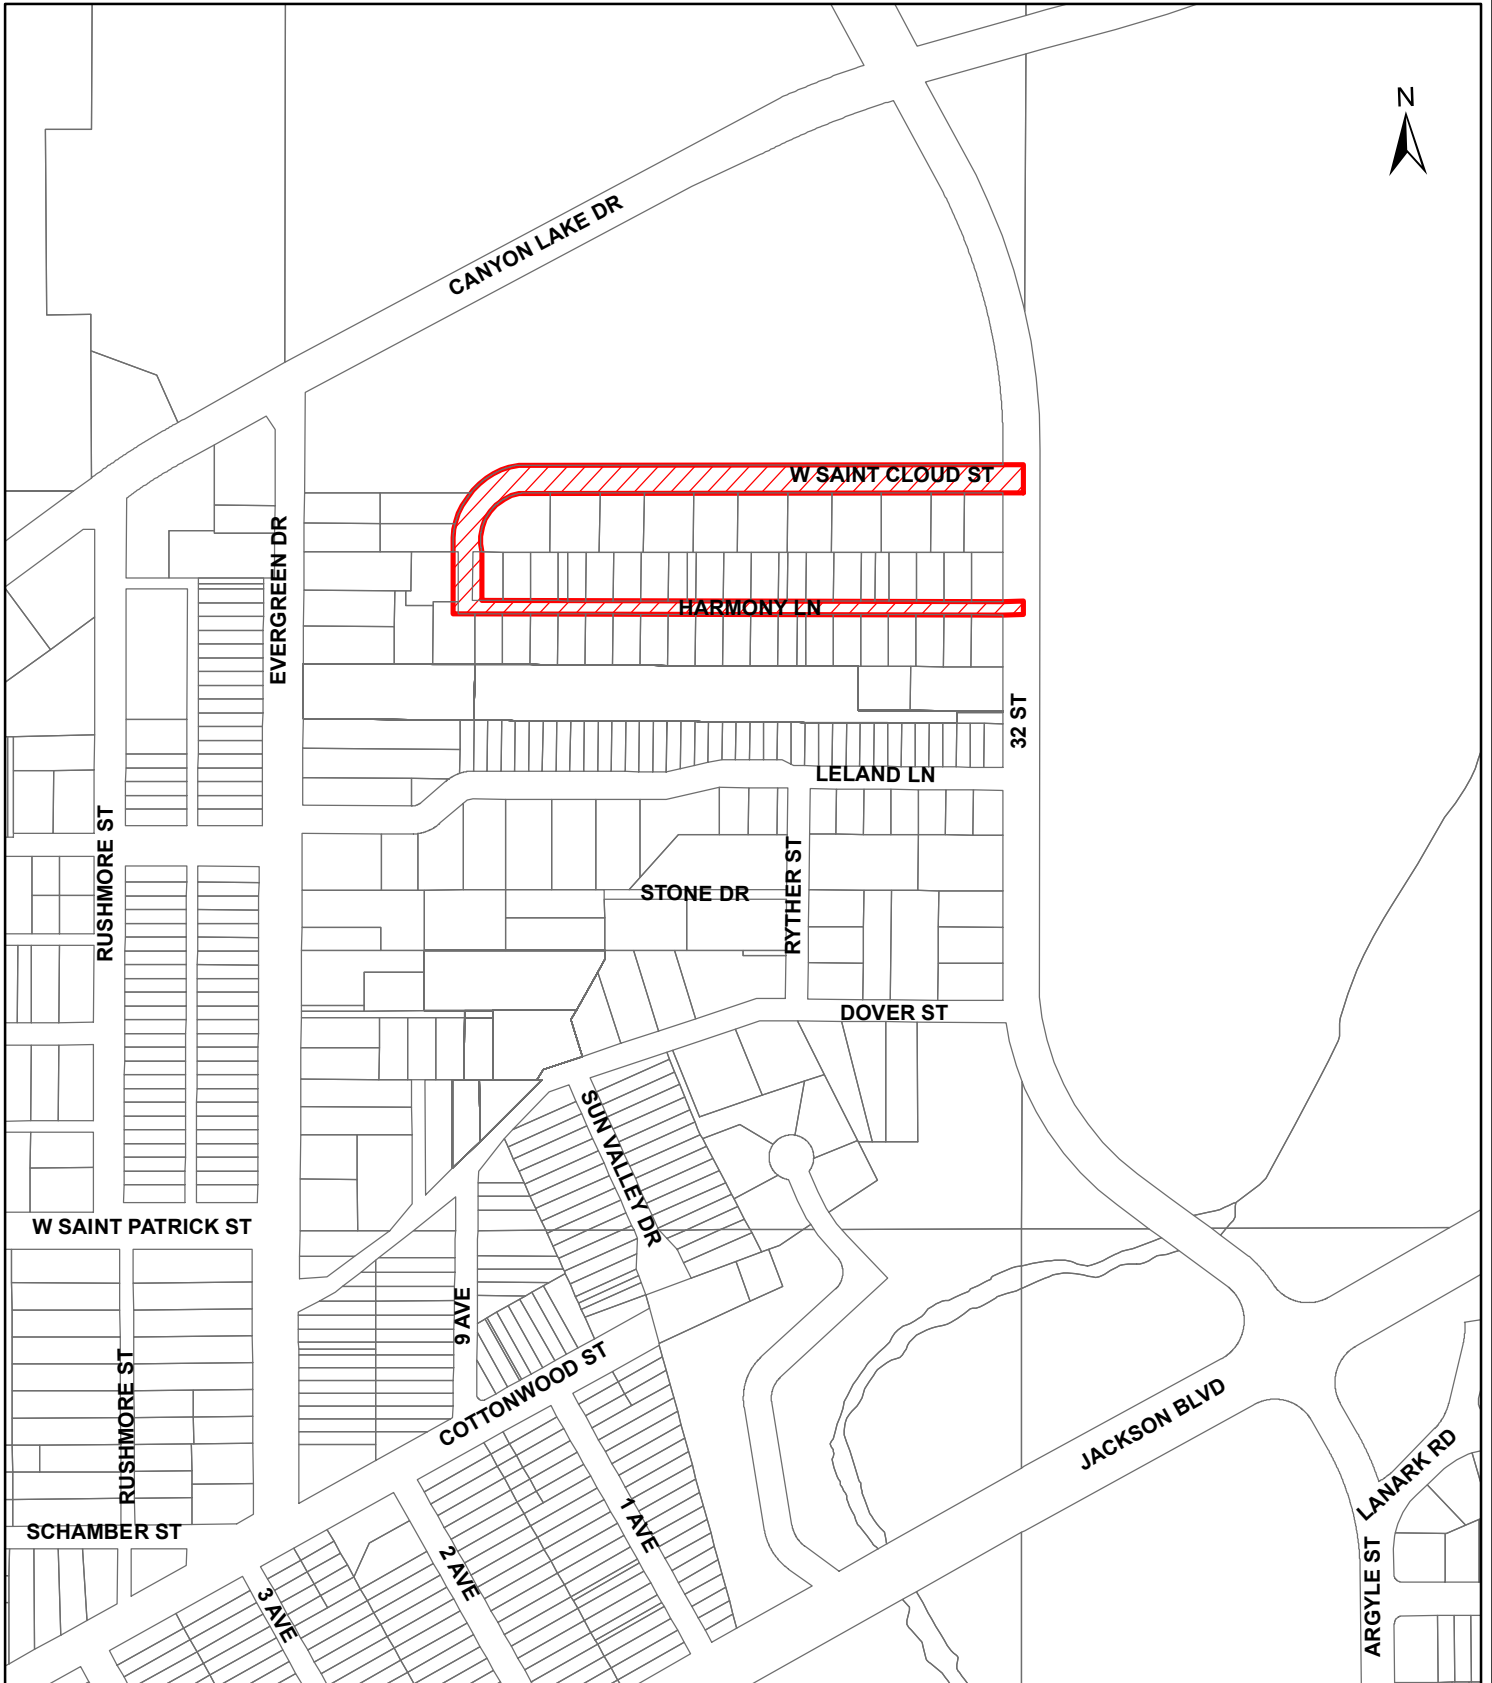 N
CANYON LAKE DR
W SAINT CLOUD ST
EVERGREEN DR
HARMONY LN
32 ST
LELAND LN
RUSHMORE ST
RYTHER ST
STONE DR
DOVER ST
SUN VALLEY DR
W SAINT PATRICK ST
9 AVE
COTTONWOOD ST
RUSHMORE ST
JACKSON BLVD
LANARK RD
SCHAMBER ST
1 AVE
2 AVE
3 AVE
ARGYLE ST